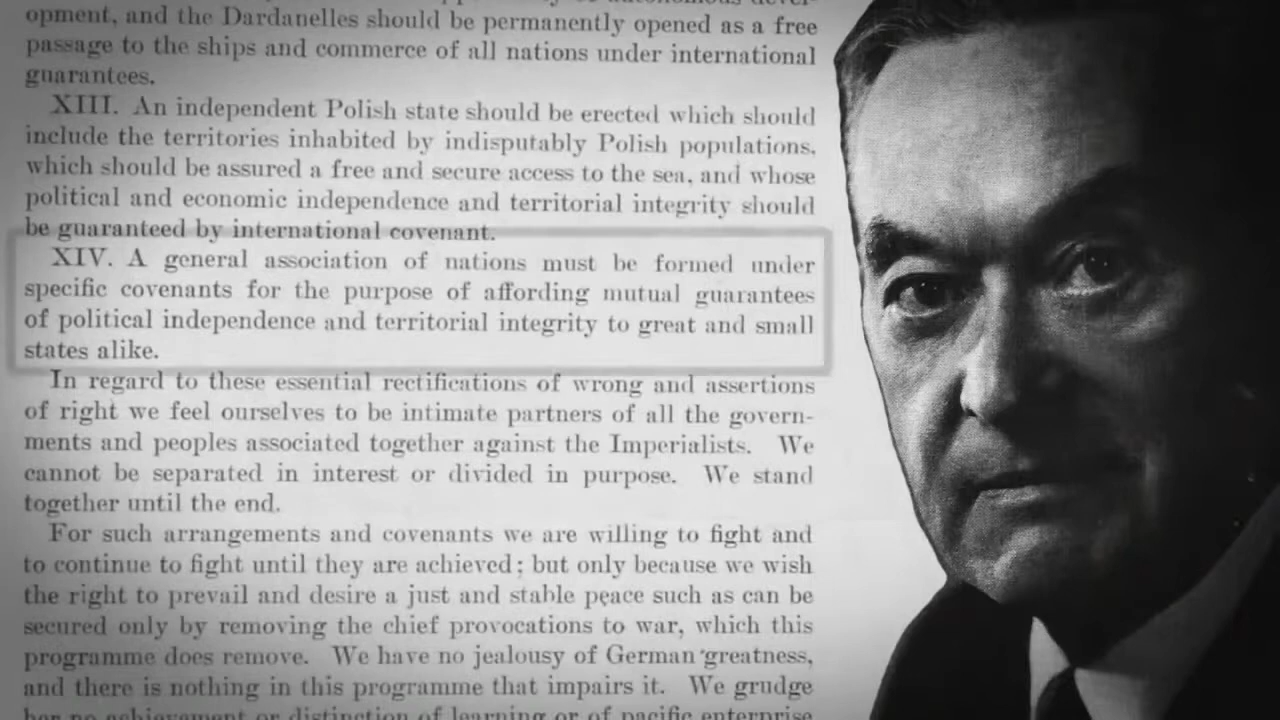 opment, and the Dardanelles should be permanently opened as a free
passage to the ships and commerce of all nations under international
guarantees.
XIII. An independent Polish state should be erected which should
include the territories inhabited by indisputably Polish populations,
which should be assured a free and secure access to the sea, and whose
political and economic independence and territorial integrity should
be guaranteed by international covenant.
XIV. A general association of nations must be formed under
specific covenants for the purpose of affording mutual guarantees
of political independence and territorial integrity to great and small
states alike.
In regard to these essential rectifications of wrong and assertions
of right we feel ourselves to be intimate partners of all the govern-
ments and peoples associated together against the Imperialists. We
cannot be separated in interest or divided in purpose. We stand
together until the end.
For such arrangements and covenants we are willing to fight and
to continue to fight until they are achieved; but only because we wish
the right to prevail and desire a just and stable peace such as can be
secured only by removing the chief provocations to war, which this
programme does remove. We have no jealousy of German greatness,
and there is nothing in this programme that impairs it. We grudge
her no achievement or distinction of learning or of pacific enterprise